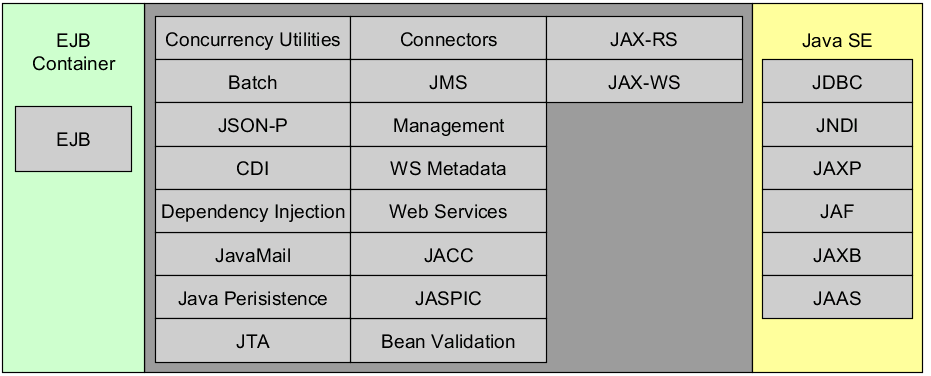 EJB
Container
EJB
Concurrency Utilities
Connectors
JAX-RS
Batch
JMS
JAX-WS
JSON-P
Management
CDI
WS Metadata
Dependency Injection
Web Services
JavaMail
JACC
Java Perisistence
JASPIC
JTA
Bean Validation
Java SE
JDBC
JNDI
JAXP
JAF
JAXB
JAAS